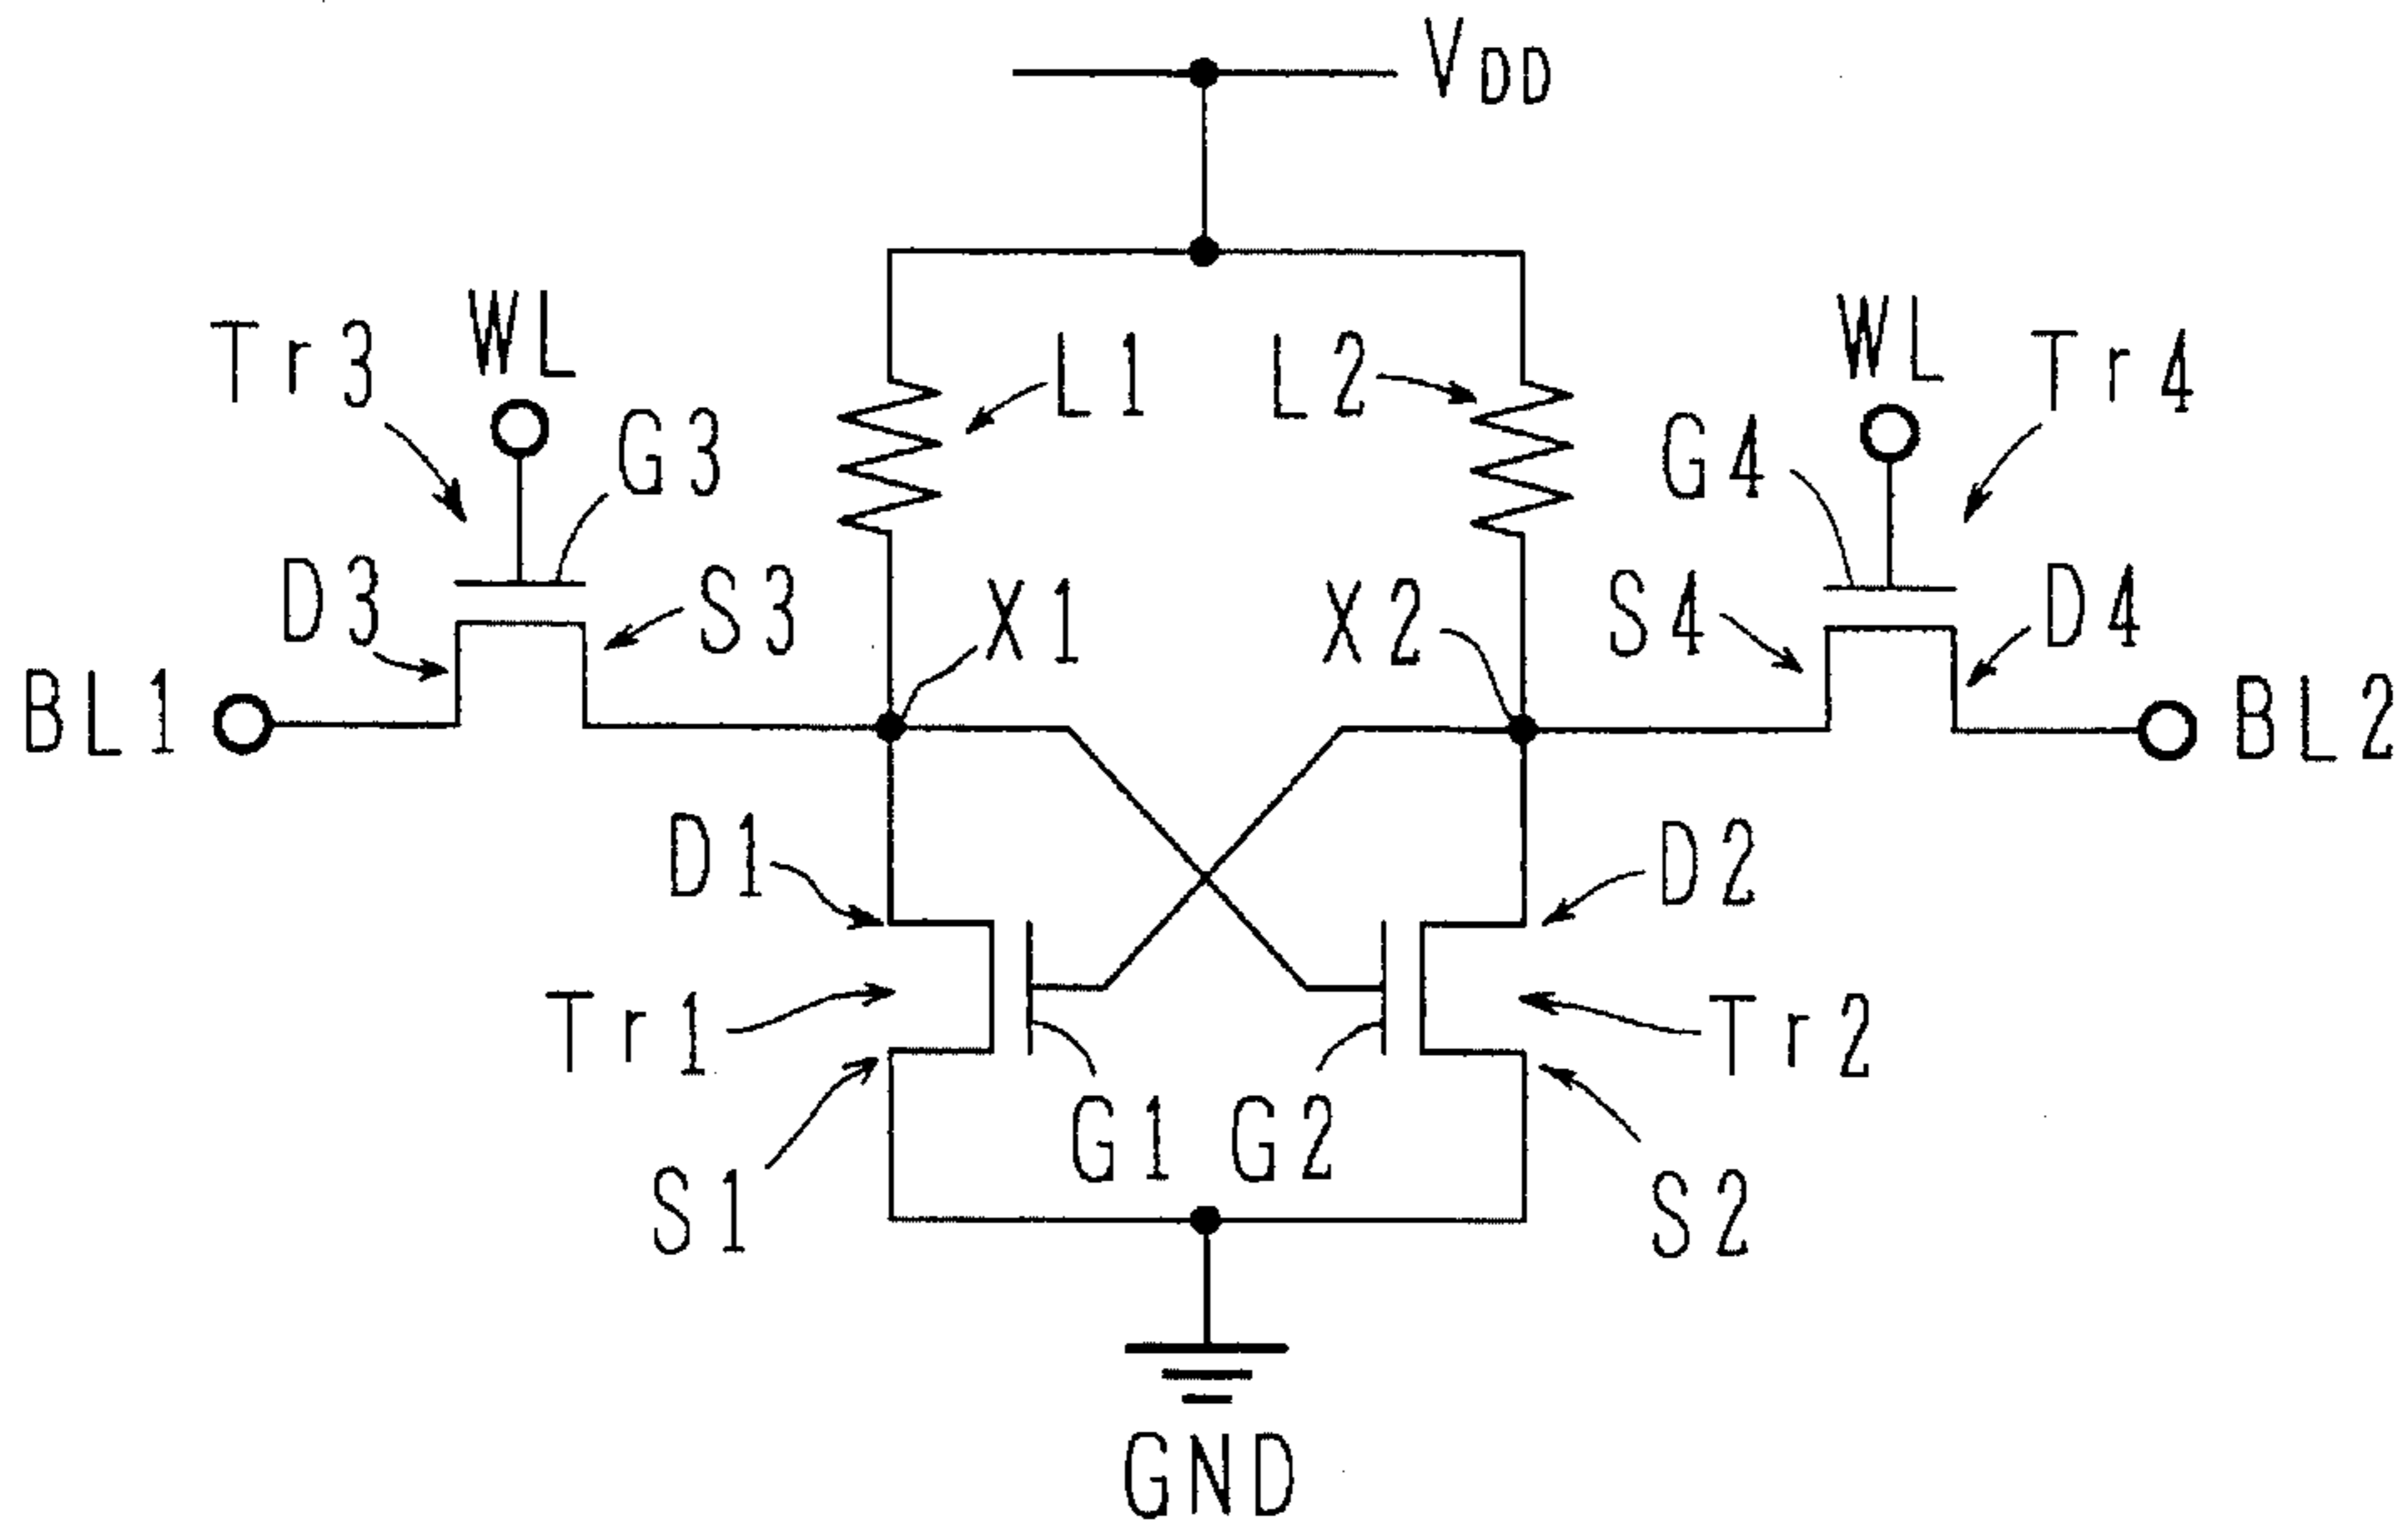 VDD
Tr3
WL
G3
L1
L2
WL
Tr4
G4
D3
S3
X1
X2
S4
D4
BL1
BL2
D1
D2
Tr1
Tr2
G1
G2
S1
S2
GND